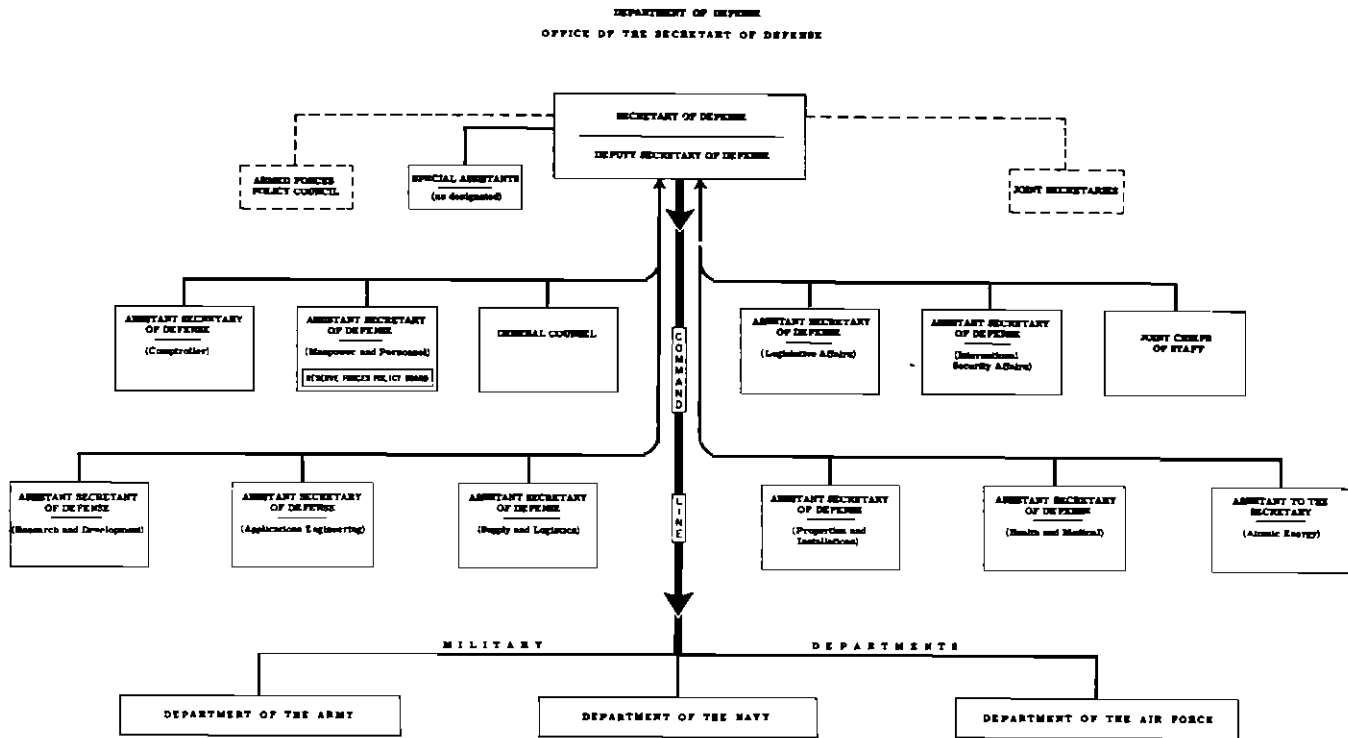 DEPARTMENT OF DEFENSE
OFFICE OF THE SECRETARY OF DEFENSE
SECRETARY OF DEFENSE
DEPUTY SECRETARY OF DEFENSE
ARMED FORCES
POLICY COUNCIL
SPECIAL ASSISTANTS
(as designated)
JOINT SECRETARIES
ASSISTANT SECRETARY
OF DEFENSE
(Comptroller)
ASSISTANT SECRETARY
OF DEFENSE
(Manpower and Personnel)
RESERVE FORCES POLICY BOARD
GENERAL COUNSEL
ASSISTANT SECRETARY
OF DEFENSE
(Legislative Affairs)
ASSISTANT SECRETARY
OF DEFENSE
(International
Security Affairs)
JOINT CHIEFS
OF STAFF
COMMAND
LINE
ASSISTANT SECRETARY
OF DEFENSE
(Research and Development)
ASSISTANT SECRETARY
OF DEFENSE
(Applications Engineering)
ASSISTANT SECRETARY
OF DEFENSE
(Supply and Logistics)
ASSISTANT SECRETARY
OF DEFENSE
(Properties and
Installations)
ASSISTANT SECRETARY
OF DEFENSE
(Health and Medical)
ASSISTANT TO THE
SECRETARY
(Atomic Energy)
MILITARY DEPARTMENTS
DEPARTMENT OF THE ARMY
DEPARTMENT OF THE NAVY
DEPARTMENT OF THE AIR FORCE